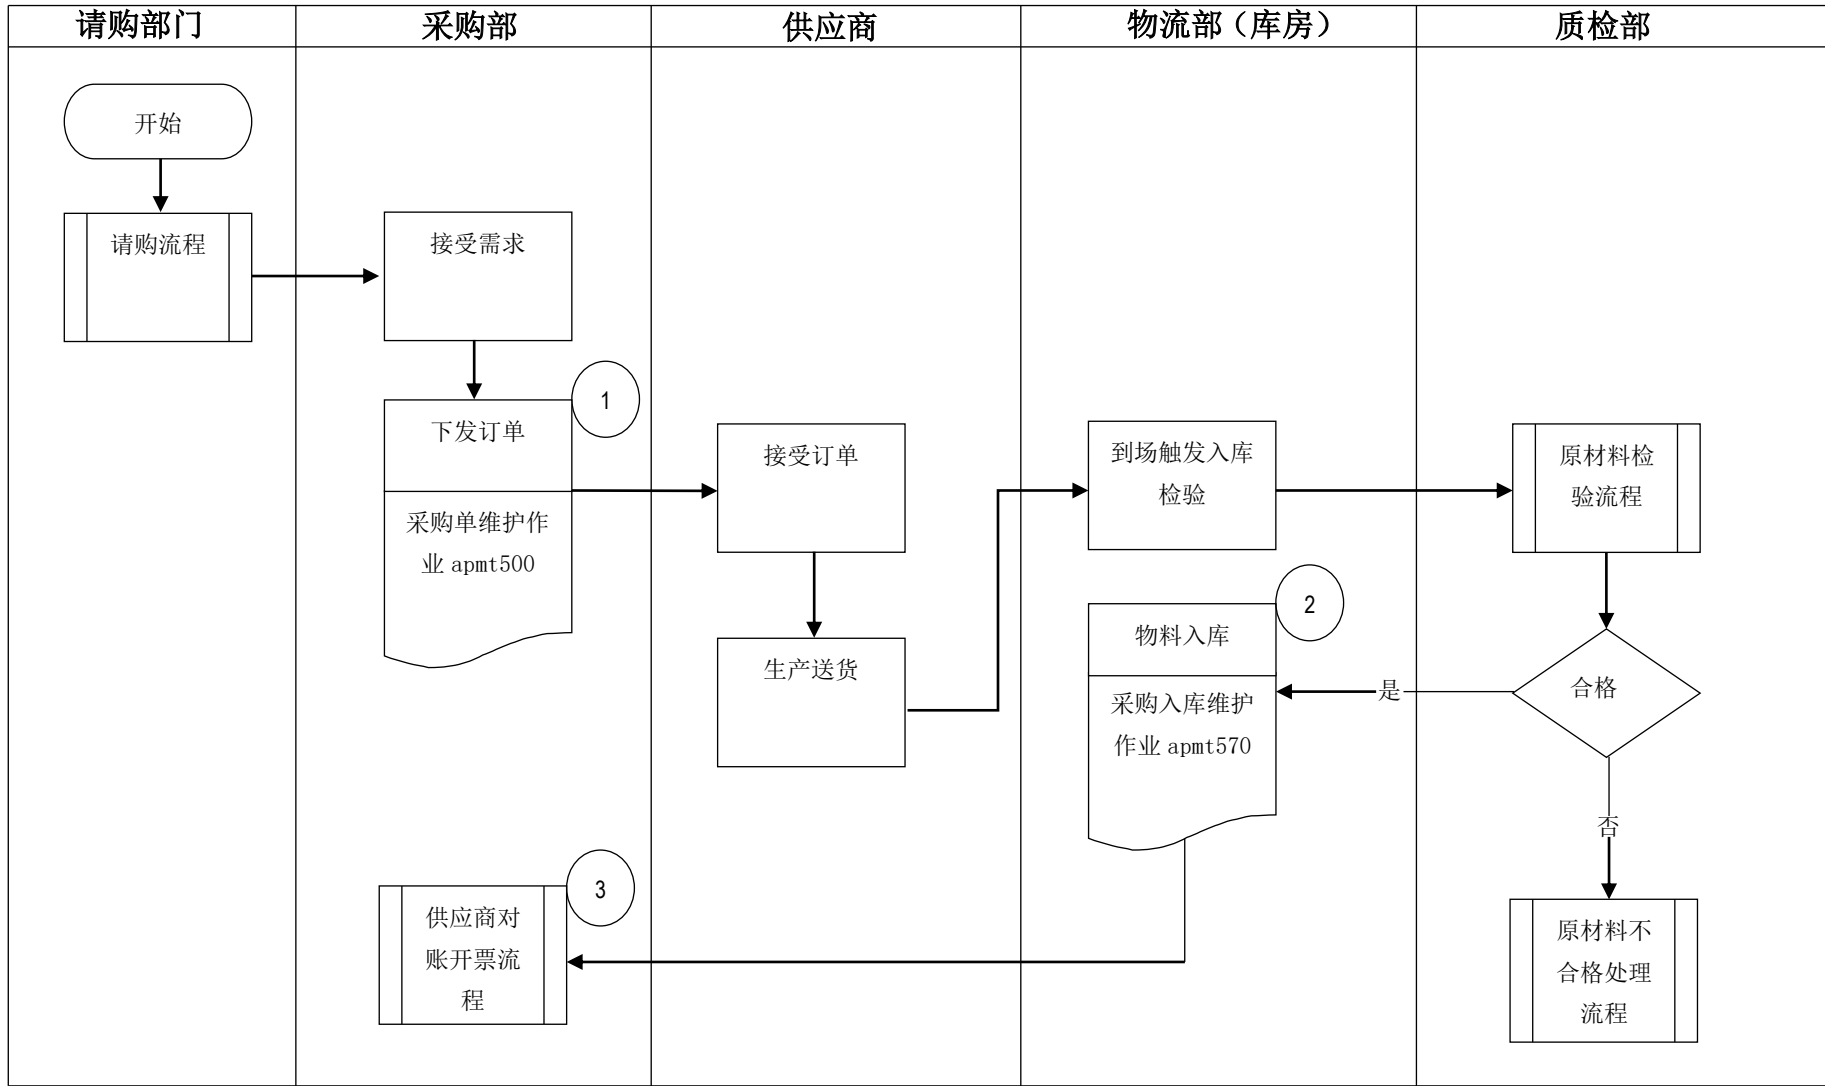 请购部门
采购部
供应商
物流部（库房）
质检部
开始
请购流程
接受需求
1
下发订单
采购单维护作
业 apmt500
接受订单
生产送货
到场触发入库
检验
原材料检
验流程
2
物料入库
采购入库维护
作业 apmt570
是
合格
否
3
供应商对
账开票流
程
原材料不
合格处理
流程